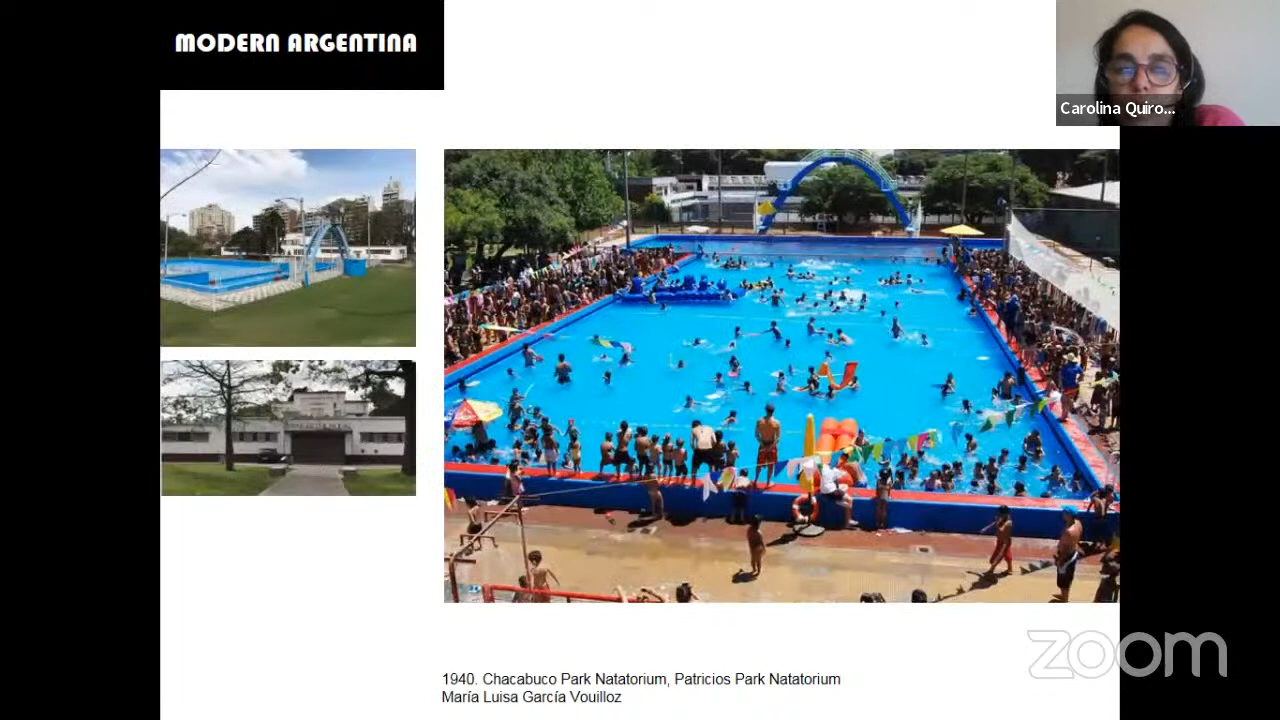 MODERN ARGENTINA
Carolina Quiro...
1940. Chacabuco Park Natatorium, Patricios Park Natatorium
María Luisa García Vouilloz
zoom